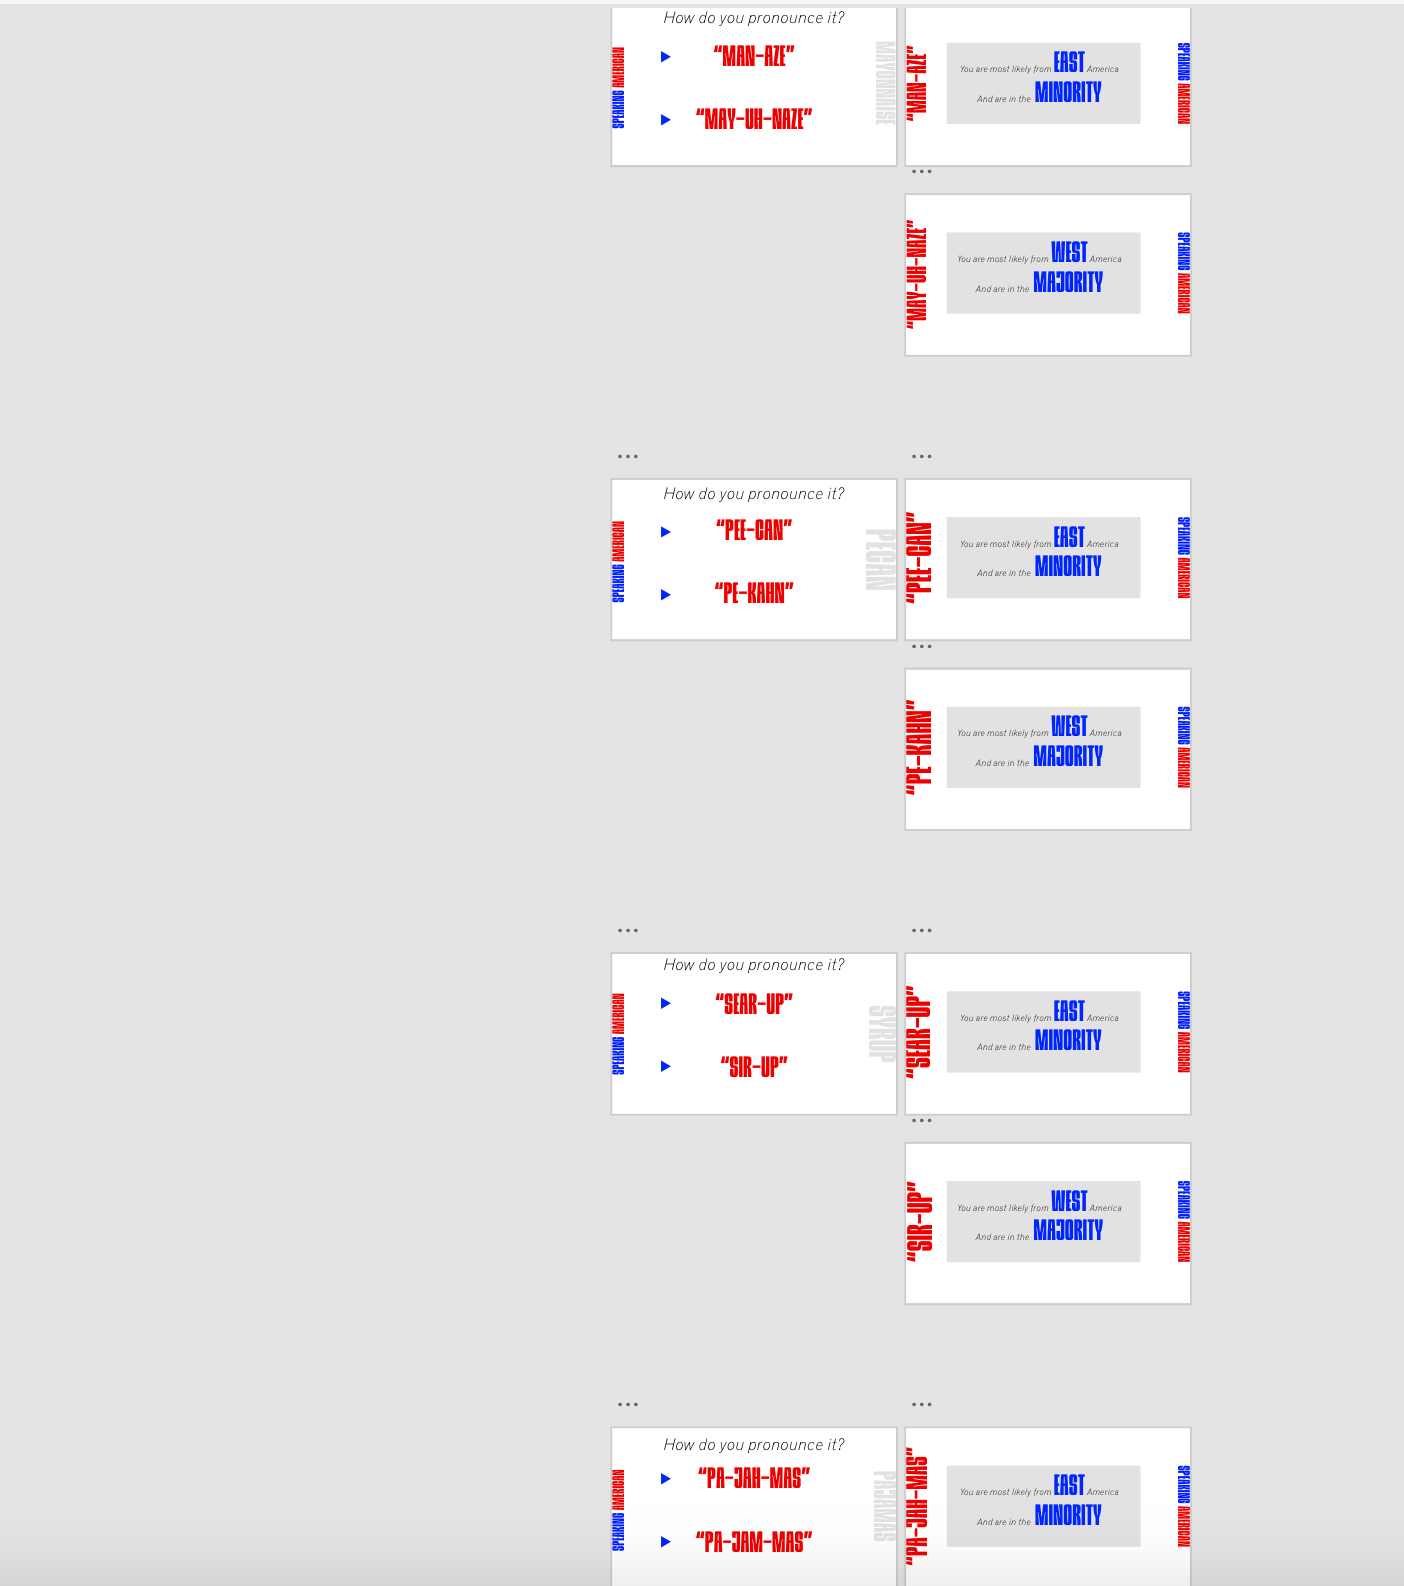 How do you pronounce it?
SPEAKING AMERICAN
“MAN-AZE”
“MAY-UH-NAZE”
MAYONNAISE
“MAN-AZE”
You are most likely from EAST America
And are in the MINORITY
SPEAKING AMERICAN
“MAY-UH-NAZE”
You are most likely from WEST America
And are in the MAJORITY
SPEAKING AMERICAN
How do you pronounce it?
SPEAKING AMERICAN
“PEE-CAN”
“PE-KAHN”
PECAN
“PEE-CAN”
You are most likely from EAST America
And are in the MINORITY
SPEAKING AMERICAN
“PE-KAHN”
You are most likely from WEST America
And are in the MAJORITY
SPEAKING AMERICAN
How do you pronounce it?
SPEAKING AMERICAN
“SEAR-UP”
“SIR-UP”
SYRUP
“SEAR-UP”
You are most likely from EAST America
And are in the MINORITY
SPEAKING AMERICAN
“SIR-UP”
You are most likely from WEST America
And are in the MAJORITY
SPEAKING AMERICAN
How do you pronounce it?
SPEAKING AMERICAN
“PA-JAH-MAS”
“PA-JAM-MAS”
PAJAMAS
“PA-JAH-MAS”
You are most likely from EAST America
And are in the MINORITY
SPEAKING AMERICAN